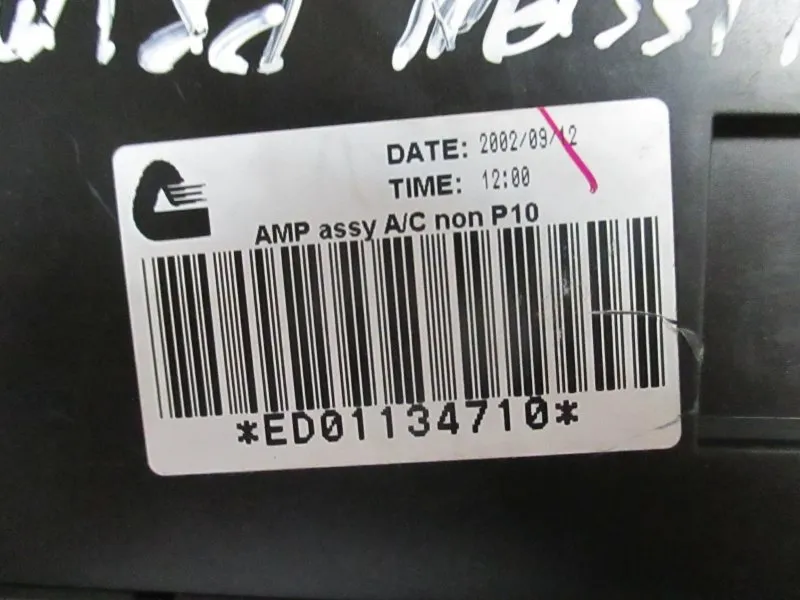 DATE: 2002/09/12
TIME: 12:00
AMP assy A/C non P10
*ED01134710*